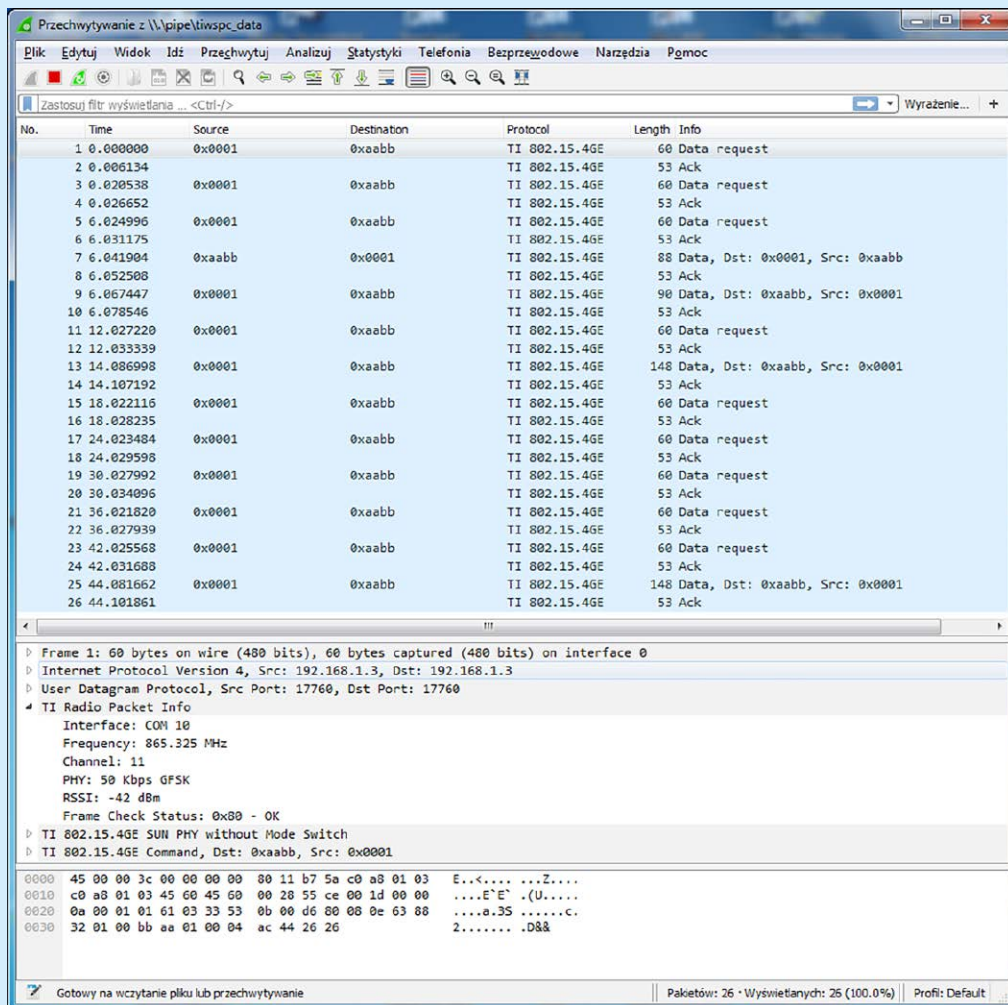 Przechwytywanie z \\.\pipe\tiwspc_data
Plik Edytuj Widok Idź Przechwytuj Analizuj Statystyki Telefonia Bezprzewodowe Narzędzia Pomoc
Zastosuj filtr wyświetlania ... <Ctrl-/> Wyrażenie... +
No. Time Source Destination Protocol Length Info
1 0.000000 0x0001 0xaabb TI 802.15.4GE 60 Data request
2 0.006134 TI 802.15.4GE 53 Ack
3 0.020538 0x0001 0xaabb TI 802.15.4GE 60 Data request
4 0.026652 TI 802.15.4GE 53 Ack
5 6.024996 0x0001 0xaabb TI 802.15.4GE 60 Data request
6 6.031175 TI 802.15.4GE 53 Ack
7 6.041904 0xaabb 0x0001 TI 802.15.4GE 88 Data, Dst: 0x0001, Src: 0xaabb
8 6.052508 TI 802.15.4GE 53 Ack
9 6.067447 0x0001 0xaabb TI 802.15.4GE 90 Data, Dst: 0xaabb, Src: 0x0001
10 6.078546 TI 802.15.4GE 53 Ack
11 12.027220 0x0001 0xaabb TI 802.15.4GE 60 Data request
12 12.033339 TI 802.15.4GE 53 Ack
13 14.086998 0x0001 0xaabb TI 802.15.4GE 148 Data, Dst: 0xaabb, Src: 0x0001
14 14.107192 TI 802.15.4GE 53 Ack
15 18.022116 0x0001 0xaabb TI 802.15.4GE 60 Data request
16 18.028235 TI 802.15.4GE 53 Ack
17 24.023484 0x0001 0xaabb TI 802.15.4GE 60 Data request
18 24.029598 TI 802.15.4GE 53 Ack
19 30.027992 0x0001 0xaabb TI 802.15.4GE 60 Data request
20 30.034096 TI 802.15.4GE 53 Ack
21 36.021820 0x0001 0xaabb TI 802.15.4GE 60 Data request
22 36.027939 TI 802.15.4GE 53 Ack
23 42.025568 0x0001 0xaabb TI 802.15.4GE 60 Data request
24 42.031688 TI 802.15.4GE 53 Ack
25 44.081662 0x0001 0xaabb TI 802.15.4GE 148 Data, Dst: 0xaabb, Src: 0x0001
26 44.101861 TI 802.15.4GE 53 Ack
Frame 1: 60 bytes on wire (480 bits), 60 bytes captured (480 bits) on interface 0
Internet Protocol Version 4, Src: 192.168.1.3, Dst: 192.168.1.3
User Datagram Protocol, Src Port: 17760, Dst Port: 17760
TI Radio Packet Info
Interface: COM 10
Frequency: 865.325 MHz
Channel: 11
PHY: 50 Kbps GFSK
RSSI: -42 dBm
Frame Check Status: 0x80 - OK
TI 802.15.4GE SUN PHY without Mode Switch
TI 802.15.4GE Command, Dst: 0xaabb, Src: 0x0001
0000 45 00 00 3c 00 00 00 00 80 11 b7 5a c0 a8 01 03 E..<.... ...Z....
0010 c0 a8 01 03 45 60 45 60 00 28 55 ce 00 1d 00 00 ....E`E` .(U.....
0020 0a 00 01 01 61 03 33 53 0b 00 d6 80 08 0e 63 88 ....a.3S ......c.
0030 32 01 00 bb aa 01 00 04 ac 44 26 26 2....... .D&&
Gotowy na wczytanie pliku lub przechwytywanie Pakietów: 26 · Wyświetlanych: 26 (100.0%) Profil: Default